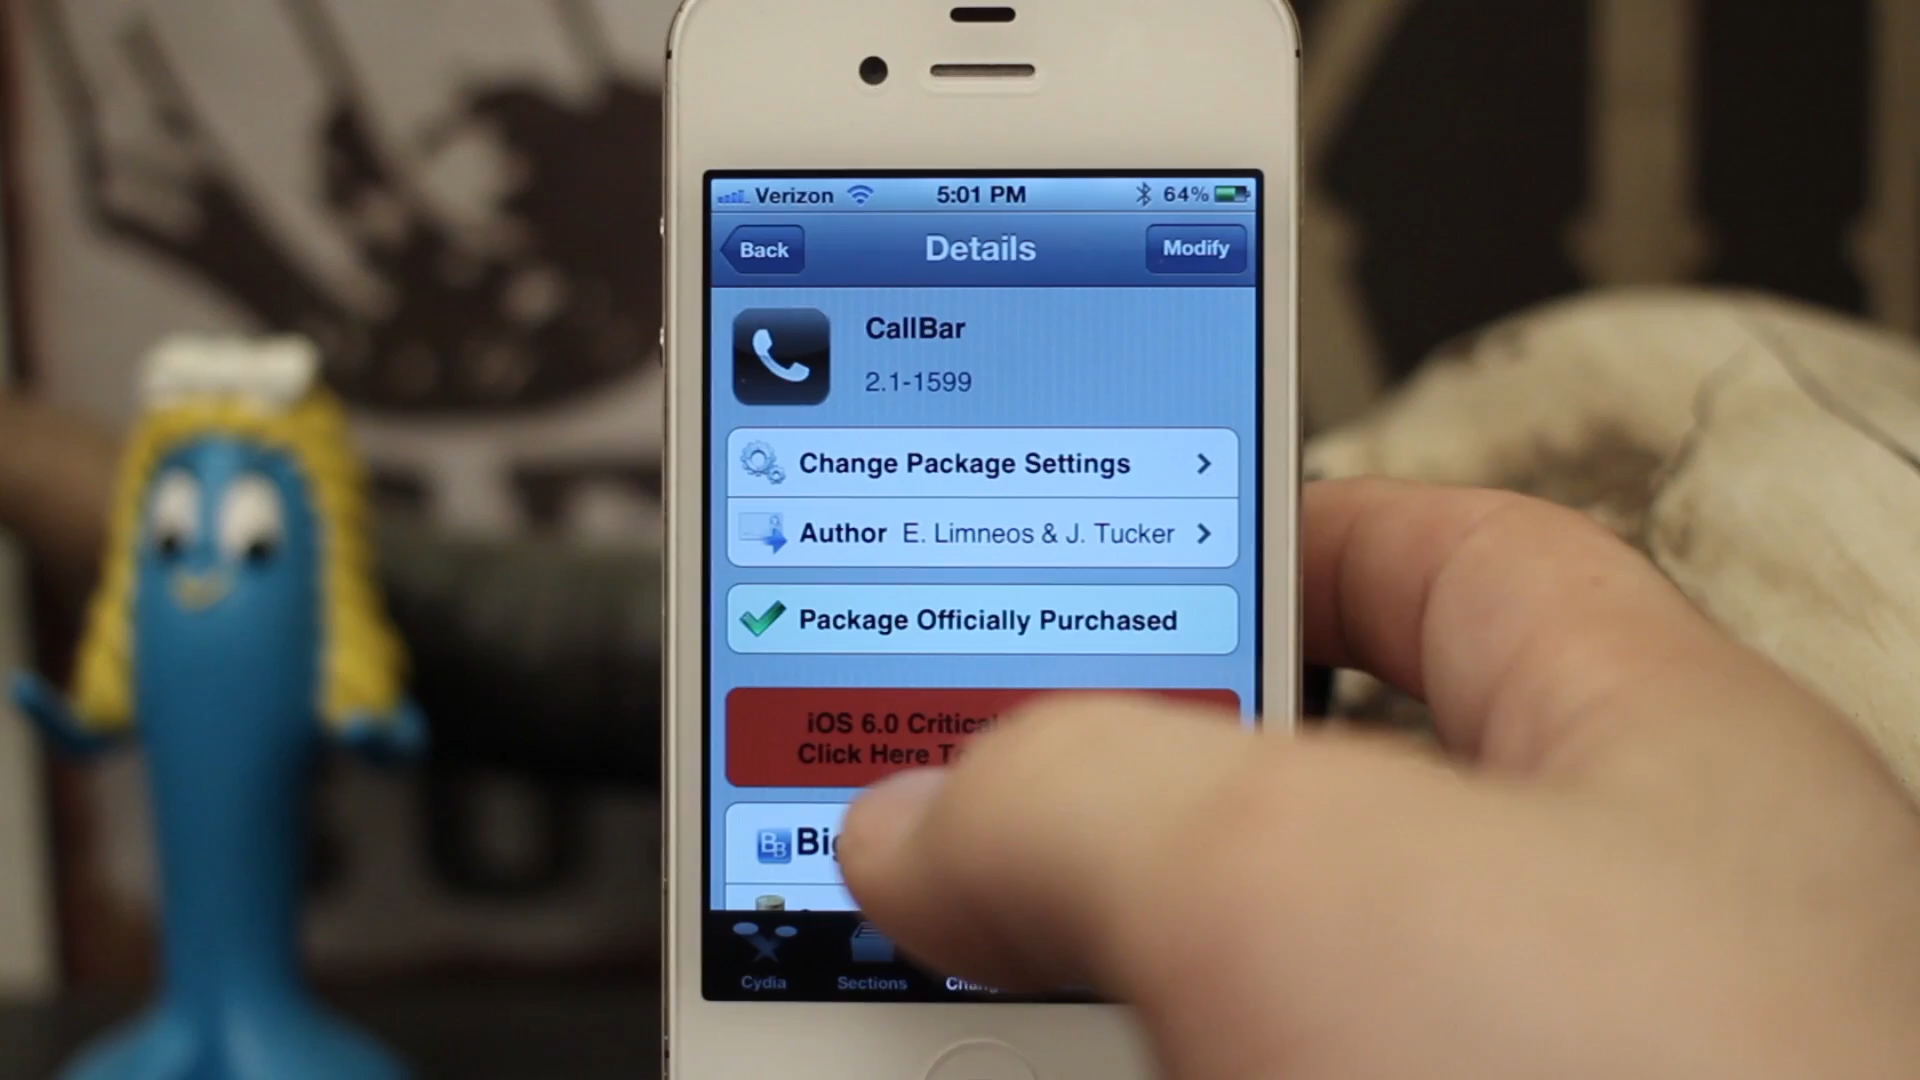 Verizon 5:01 PM 64%
Back Details Modify
CallBar
2.1-1599
Change Package Settings
Author E. Limneos & J. Tucker
Package Officially Purchased
iOS 6.0 Critical
Click Here
Cydia Sections